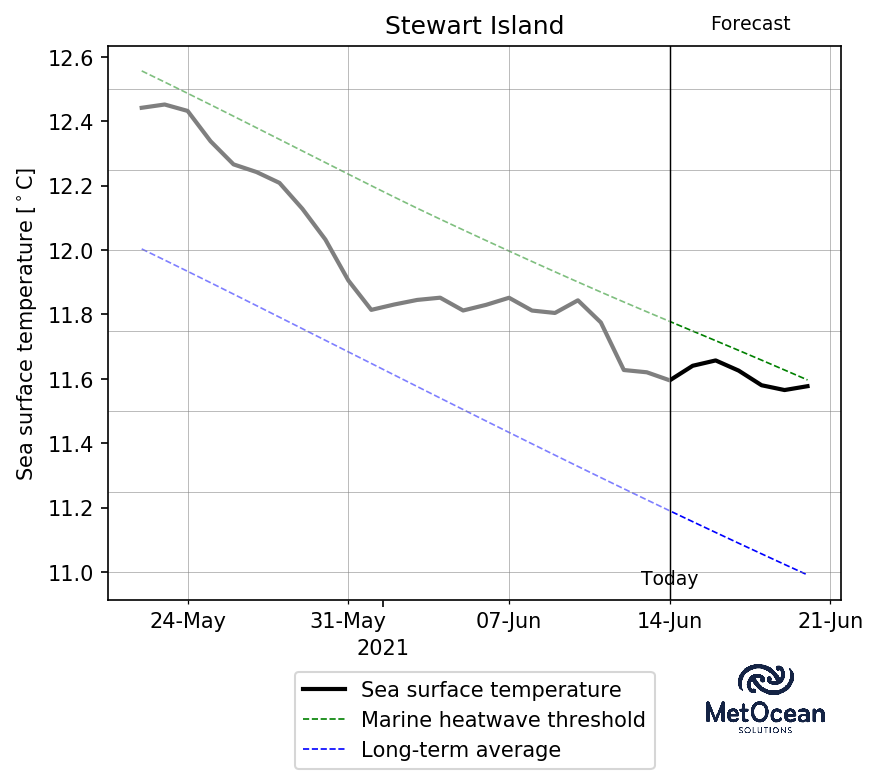 Stewart Island
Forecast
12.6
12.4
12.2
12.0
11.8
11.6
11.4
11.2
11.0
Sea surface temperature [°C]
Today
24-May
31-May
07-Jun
14-Jun
21-Jun
2021
Sea surface temperature
Marine heatwave threshold
Long-term average
MetOcean
SOLUTIONS